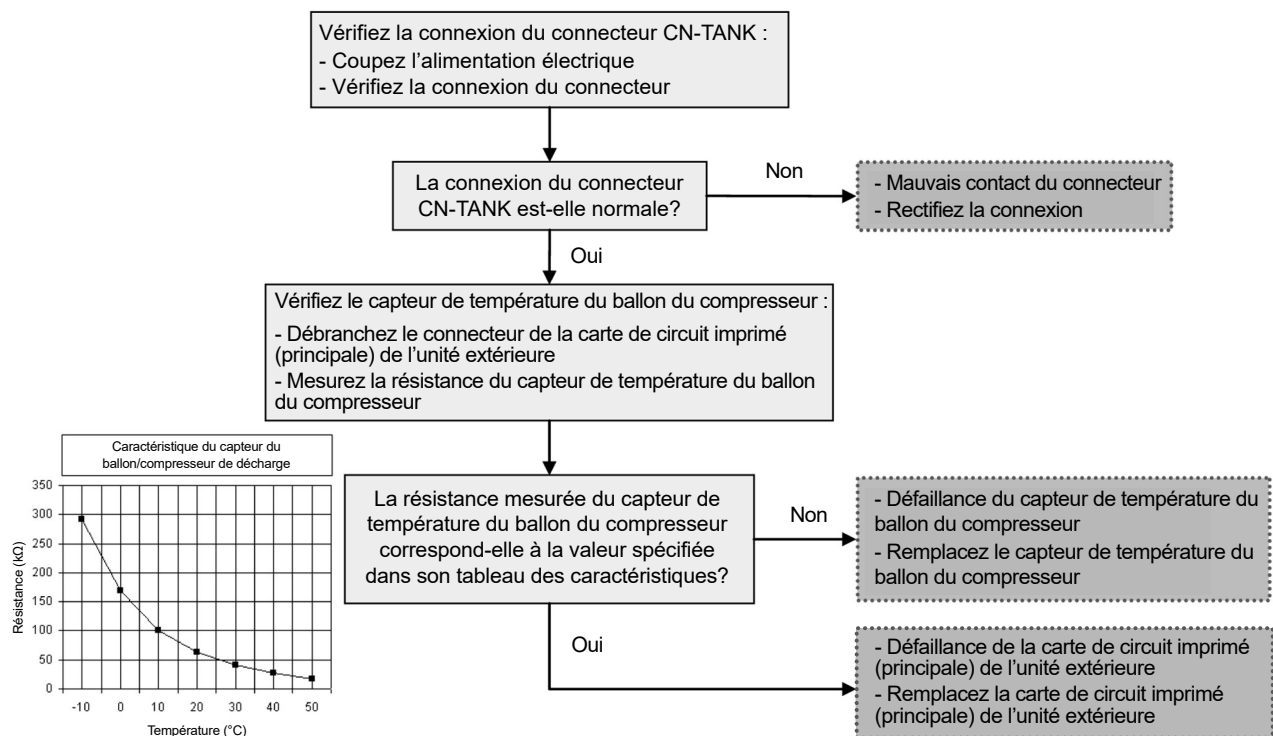 Vérifiez la connexion du connecteur CN-TANK :
- Coupez l’alimentation électrique
- Vérifiez la connexion du connecteur
La connexion du connecteur
CN-TANK est-elle normale?
Non
- Mauvais contact du connecteur
- Rectifiez la connexion
Oui
Vérifiez le capteur de température du ballon du compresseur :
- Débranchez le connecteur de la carte de circuit imprimé
(principale) de l’unité extérieure
- Mesurez la résistance du capteur de température du ballon
du compresseur
Caractéristique du capteur du
ballon/compresseur de décharge
350
300
250
200
150
100
50
0
Résistance (kΩ)
-10 0 10 20 30 40 50
Température (°C)
La résistance mesurée du capteur de
température du ballon du compresseur
correspond-elle à la valeur spécifiée
dans son tableau des caractéristiques?
Non
- Défaillance du capteur de température du
ballon du compresseur
- Remplacez le capteur de température du
ballon du compresseur
Oui
- Défaillance de la carte de circuit imprimé
(principale) de l’unité extérieure
- Remplacez la carte de circuit imprimé
(principale) de l’unité extérieure